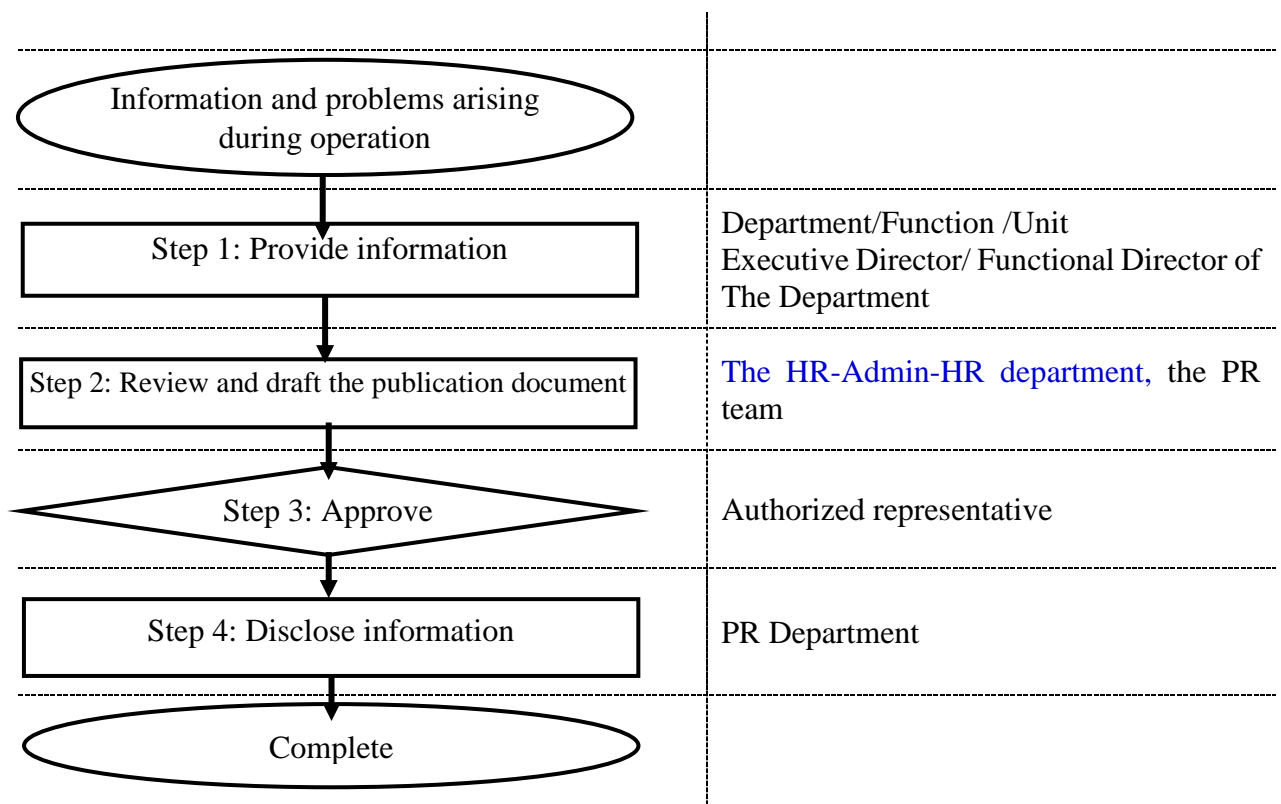 Information and problems arising
during operation
Step 1: Provide information
Department/Function /Unit
Executive Director/ Functional Director of
The Department
Step 2: Review and draft the publication document
The HR-Admin-HR department, the PR
team
Step 3: Approve
Authorized representative
Step 4: Disclose information
PR Department
Complete